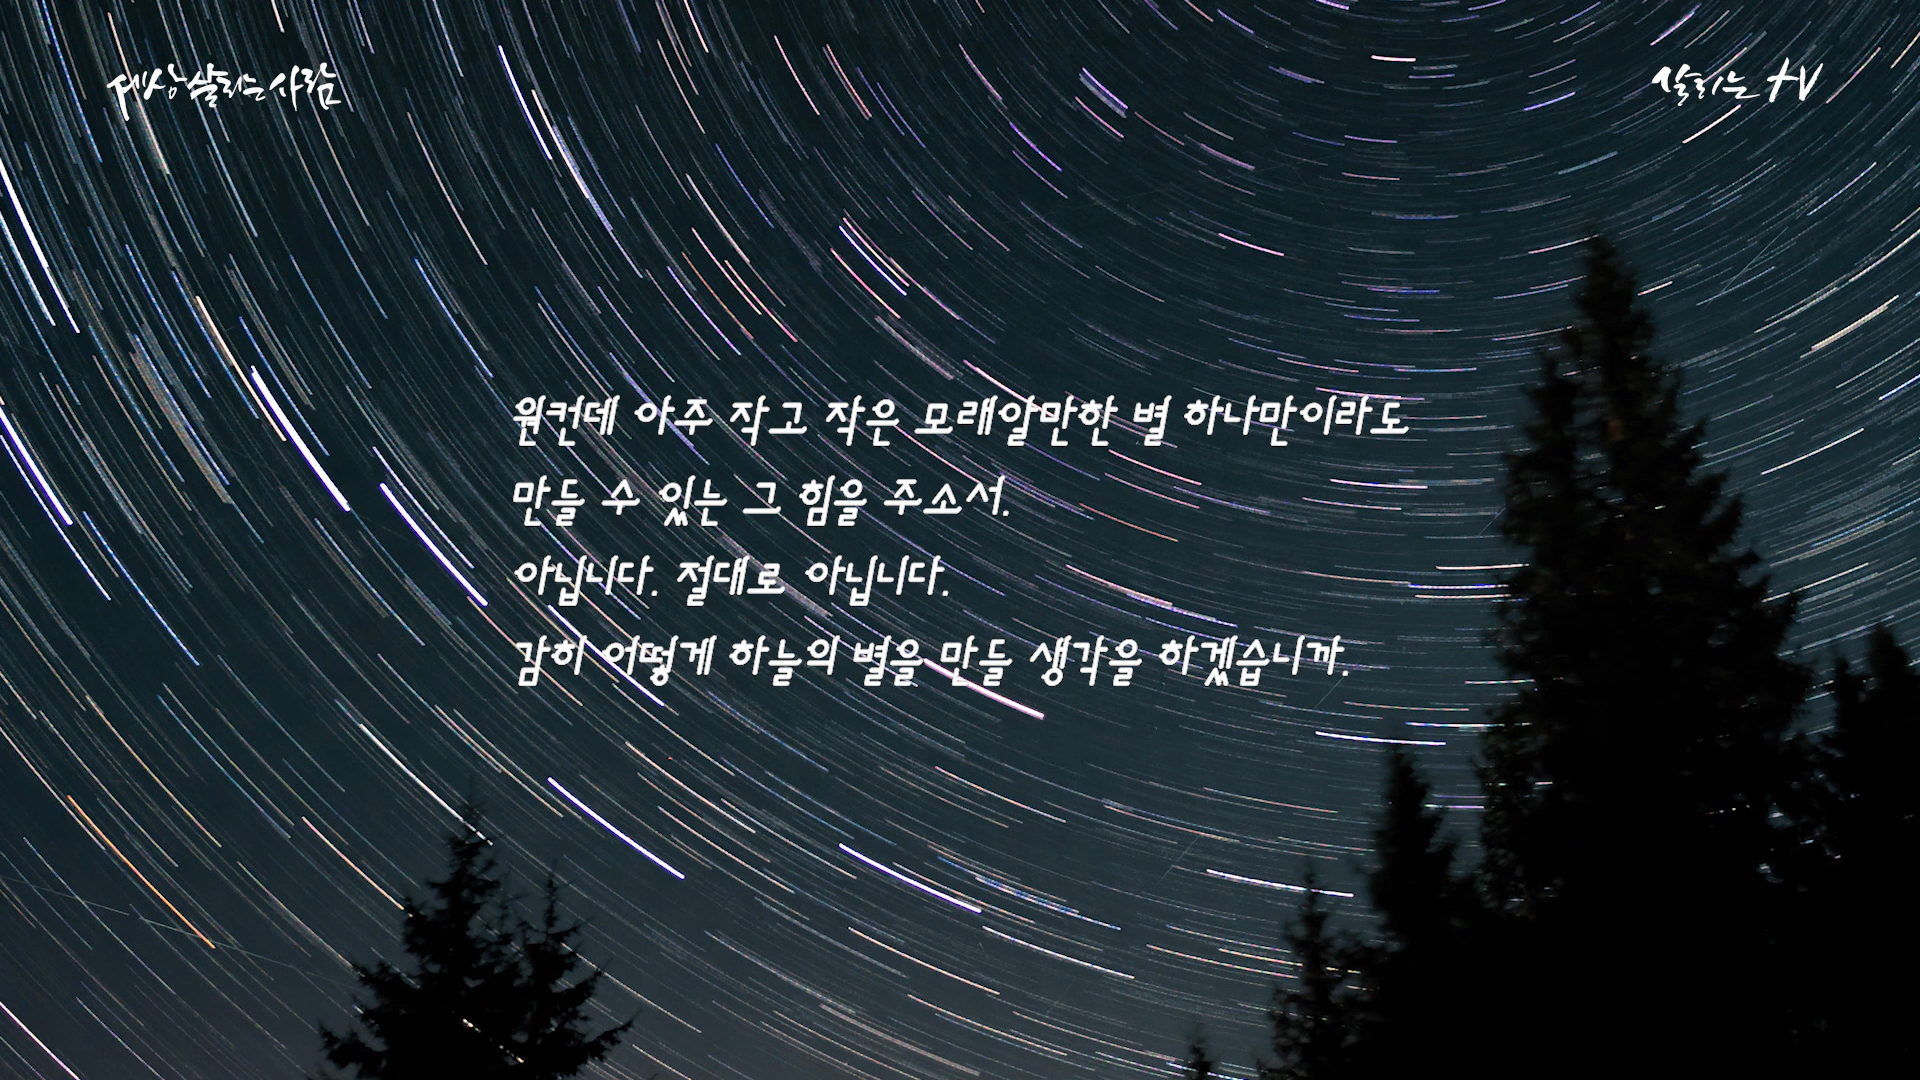 세상 살리는 사람
살리는 TV
원컨데 아주 작고 작은 모래알만한 별 하나만이라도
만들 수 있는 그 힘을 주소서.
아닙니다. 절대로 아닙니다.
감히 어떻게 하늘의 별을 만들 생각을 하겠습니까.